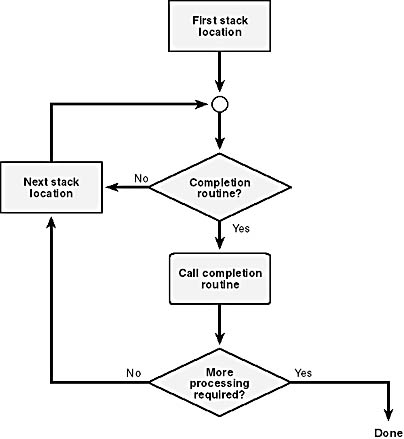 First stack
location
Next stack
location
No
Completion
routine?
Yes
Call completion
routine
No
More
processing
required?
Yes
Done